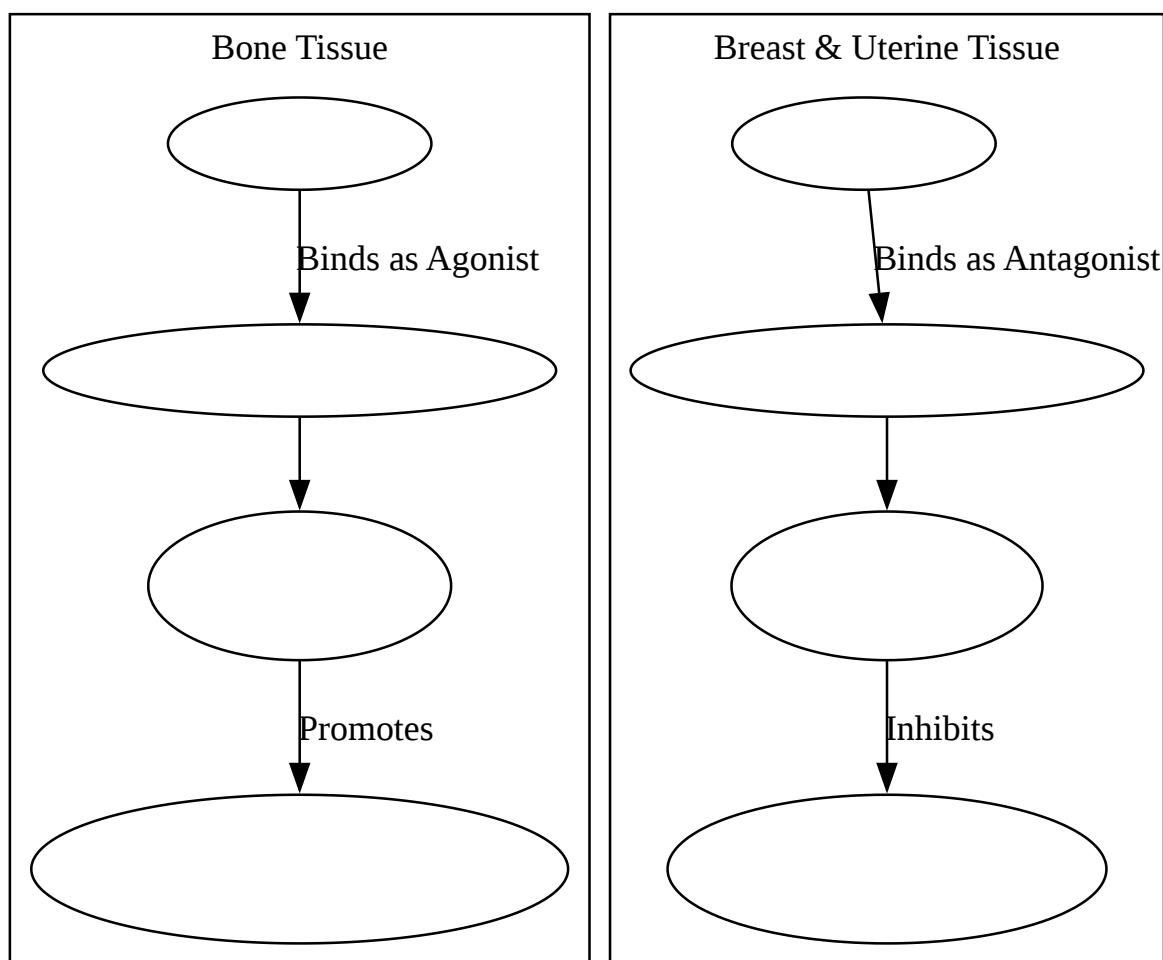 Bone Tissue
Binds as Agonist
Promotes
Breast & Uterine Tissue
Binds as Antagonist
Inhibits